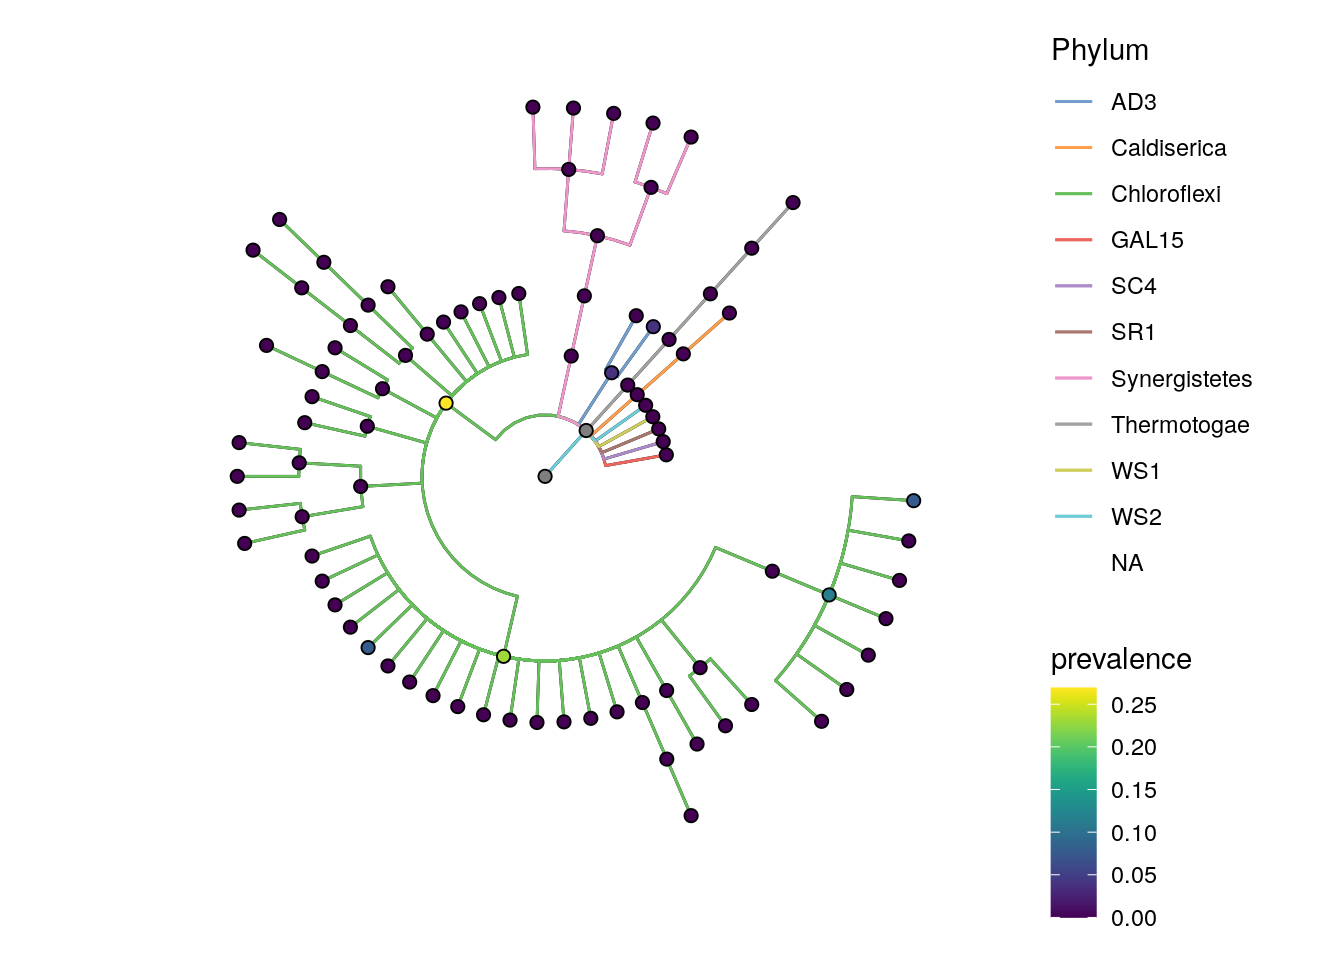 Phylum
AD3
Caldiserica
Chloroflexi
GAL15
SC4
SR1
Synergistetes
Thermotogae
WS1
WS2
NA
prevalence
0.25
0.20
0.15
0.10
0.05
0.00